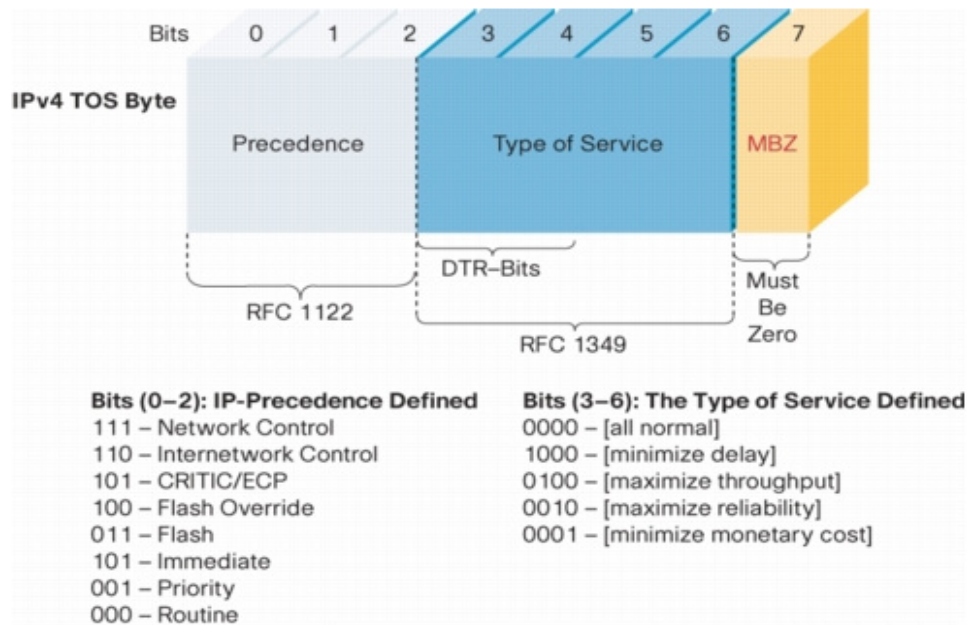 Bits 0 1 2 3 4 5 6 7
IPv4 TOS Byte
Precedence
Type of Service
MBZ
DTR–Bits
RFC 1122
RFC 1349
Must
Be
Zero
Bits (0–2): IP-Precedence Defined
111 – Network Control
110 – Internetwork Control
101 – CRITIC/ECP
100 – Flash Override
011 – Flash
101 – Immediate
001 – Priority
000 – Routine
Bits (3–6): The Type of Service Defined
0000 – [all normal]
1000 – [minimize delay]
0100 – [maximize throughput]
0010 – [maximize reliability]
0001 – [minimize monetary cost]